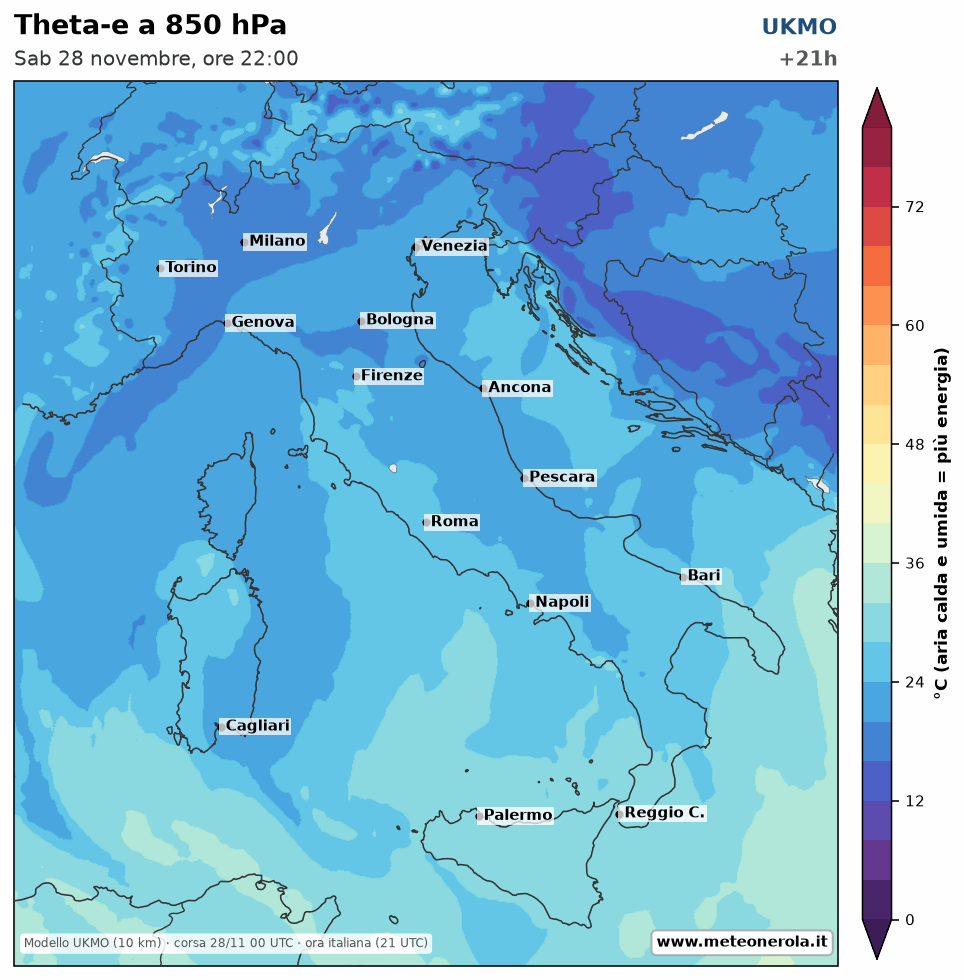 Theta-e a 850 hPa
UKMO
Sab 28 novembre, ore 22:00
+21h
Milano
Venezia
Torino
Genova
Bologna
Firenze
Ancona
Pescara
Roma
Bari
Napoli
Cagliari
Palermo
Reggio C.
72
60
48
36
24
12
0
°C (aria calda e umida = più energia)
Modello UKMO (10 km) · corsa 28/11 00 UTC · ora italiana (21 UTC)
www.meteonerola.it